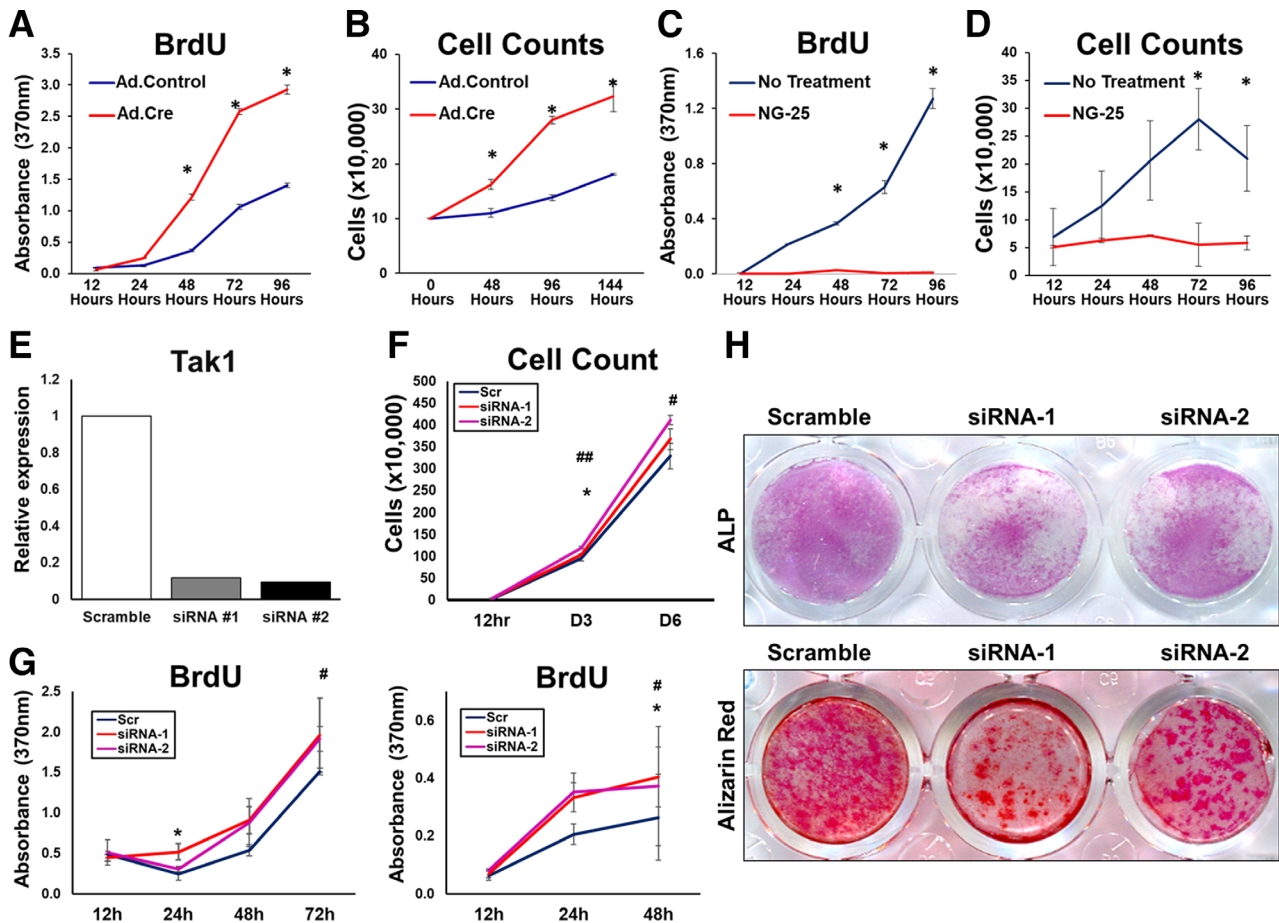 A
BrdU
Absorbance (370nm)
3.5
3.0
2.5
2.0
1.5
1.0
0.5
0.0
Ad.Control
Ad.Cre
*
*
*
12 24 48 72 96
Hours Hours Hours Hours Hours
B
Cell Counts
Cells (x10,000)
40
30
20
10
0
Ad.Control
Ad.Cre
*
*
*
0 48 96 144
Hours Hours Hours Hours
C
BrdU
Absorbance (370nm)
1.6
1.2
0.8
0.4
0.0
No Treatment
NG-25
*
*
*
12 24 48 72 96
Hours Hours Hours Hours Hours
D
Cell Counts
Cells (x10,000)
40
35
30
25
20
15
10
5
0
No Treatment
NG-25
* *
12 24 48 72 96
Hours Hours Hours Hours Hours
E
Tak1
Relative expression
1.2
1
0.8
0.6
0.4
0.2
0
Scramble siRNA #1 siRNA #2
F
Cell Count
Cells (x10,000)
500
450
400
350
300
250
200
150
100
50
0
Scr
siRNA-1
siRNA-2
##
*
#
12hr D3 D6
G
BrdU
Absorbance (370nm)
2.5
2.0
1.5
1.0
0.5
0.0
Scr
siRNA-1
siRNA-2
*
#
12h 24h 48h 72h
BrdU
Absorbance (370nm)
0.6
0.4
0.2
0.0
Scr
siRNA-1
siRNA-2
#
*
12h 24h 48h
H
Scramble siRNA-1 siRNA-2
ALP
Scramble siRNA-1 siRNA-2
Alizarin Red